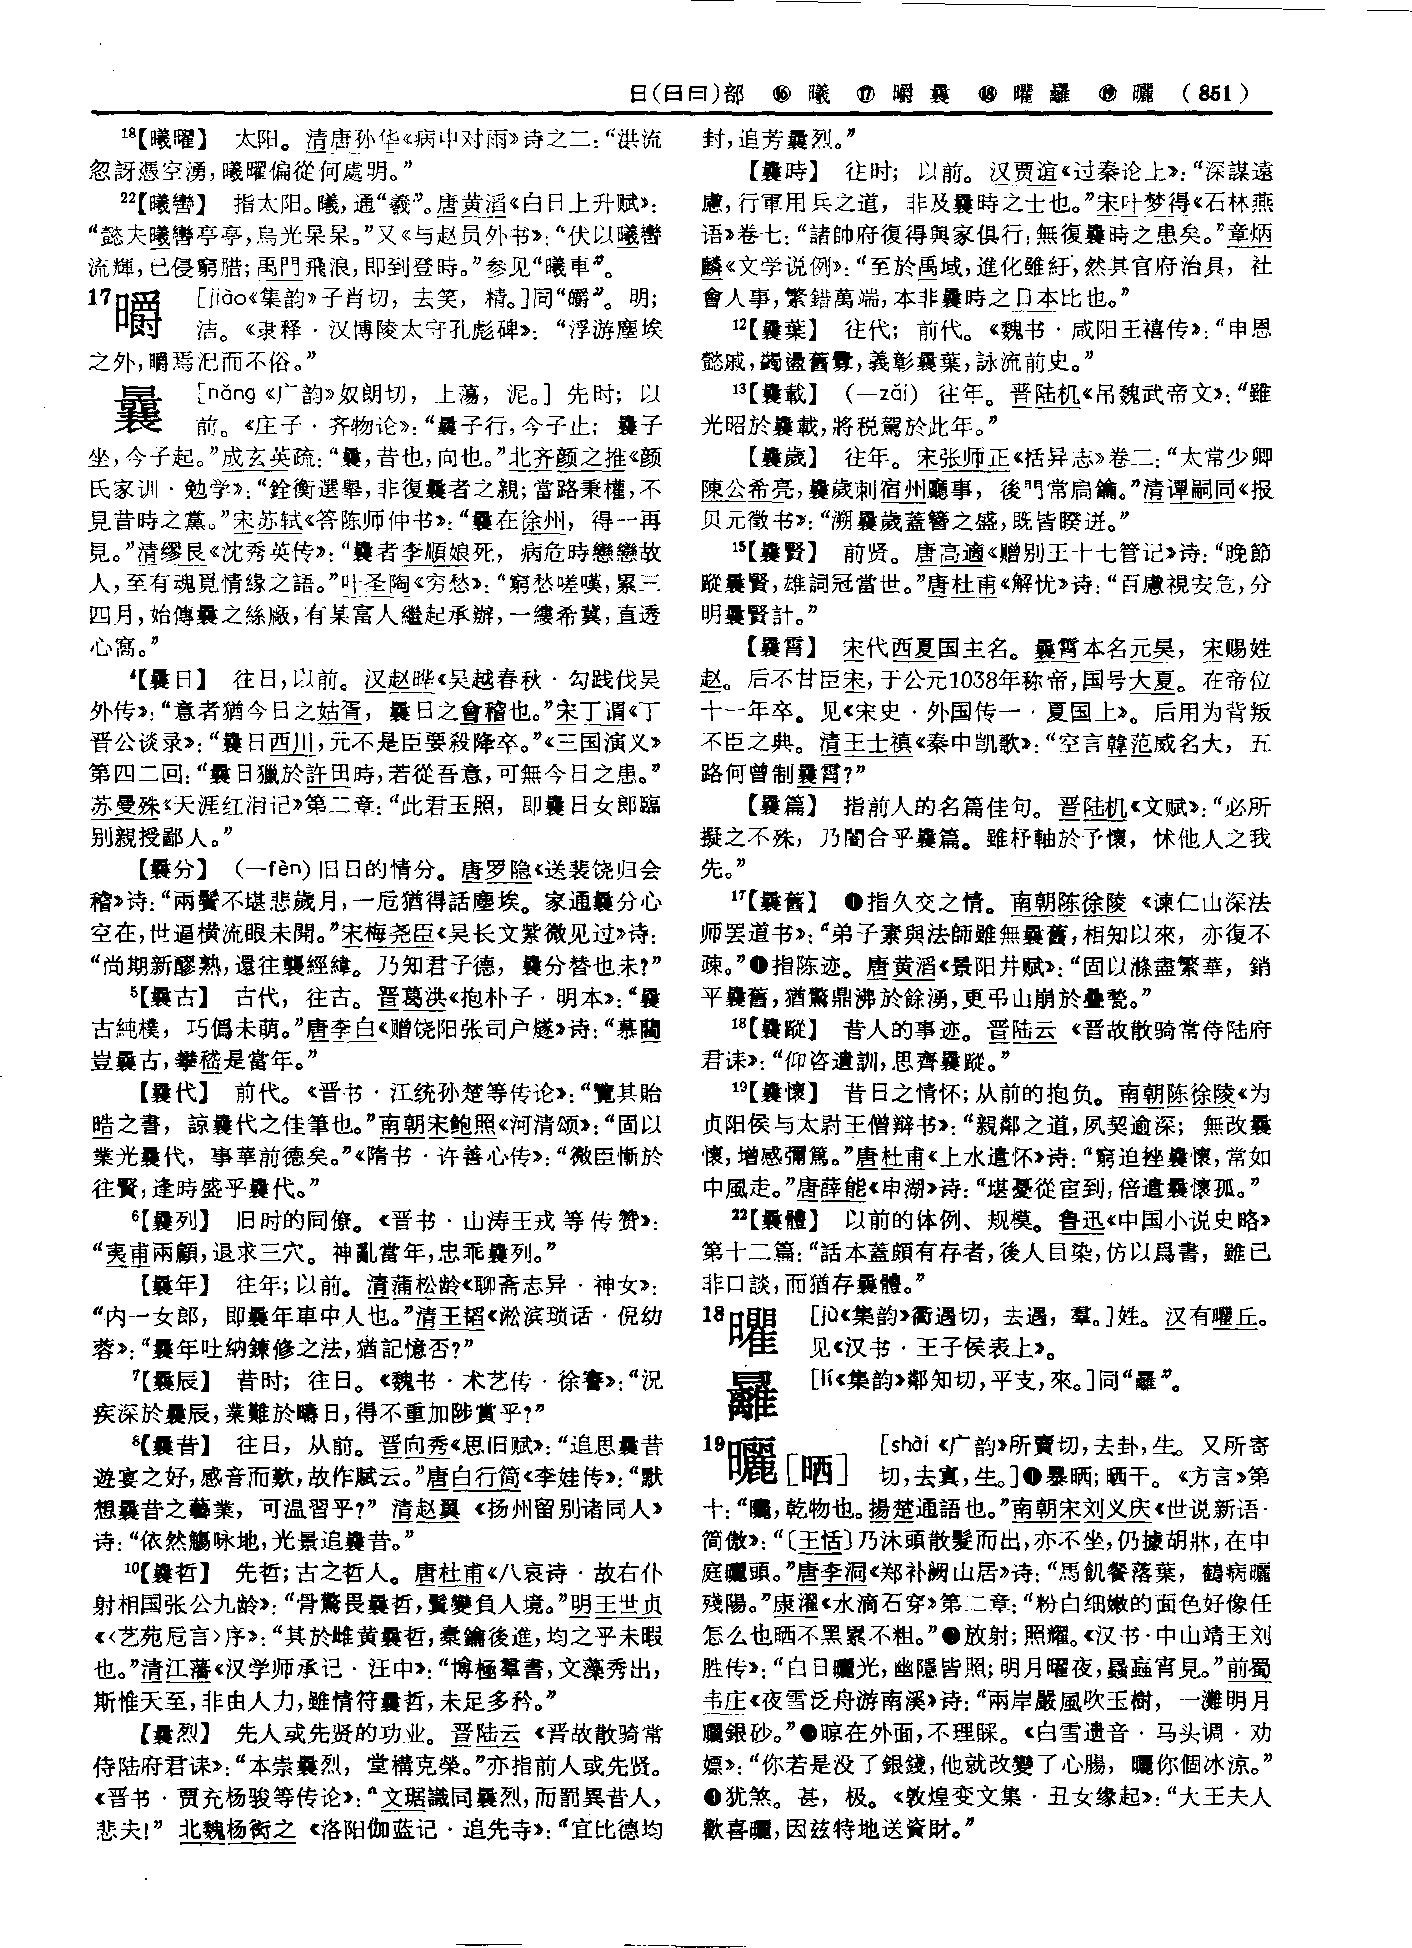 日(日曰)部 ⑯ 曦 ⑰ 㬭 曩 ⑱ 㬰 㬯 ⑲ 曬 (851)
18【曦曜】 太阳。清唐孙华《病中对雨》诗之二：“洪流
忽訝憑空湧，曦曜偏從何處明。”
22【曦轡】 指太阳。曦，通“羲”。唐黄滔《白日上升赋》：
“懿夫曦轡亭亭，烏光杲杲。”又《与赵员外书》：“伏以曦轡
流輝，已侵窮腊；禹門飛浪，即到登時。”参见“曦車”。
17 㬭 [jiào《集韵》子肖切，去笑，精。]同“皭”。明；
洁。《隶释·汉博陵太守孔彪碑》：“浮游塵埃
之外，㬭焉汜而不俗。”
曩 [nǎng《广韵》奴朗切，上蕩，泥。] 先时；以
前。《庄子·齐物论》：“曩子行，今子止；曩子
坐，今子起。”成玄英疏：“曩，昔也，向也。”北齐颜之推《颜
氏家训·勉学》：“銓衡選舉，非復曩者之親；當路秉權，不
見昔時之黨。”宋苏轼《答陈师仲书》：“曩在徐州，得一再
見。”清缪艮《沈秀英传》：“曩者李順娘死，病危時戀戀故
人，至有魂覓情緣之語。”叶圣陶《穷愁》：“窮愁嗟嘆，累三
四月，始傳曩之絲廠，有某富人繼起承辦，一縷希冀，直透
心窩。”
4【曩日】 往日，以前。汉赵晔《吴越春秋·勾践伐吴
外传》：“意者猶今日之姑胥，曩日之會稽也。”宋丁谓《丁
晋公谈录》：“曩日西川，元不是臣要殺降卒。”《三国演义》
第四二回：“曩日獵於許田時，若從吾意，可無今日之患。”
苏曼殊《天涯红泪记》第二章：“此君玉照，即曩日女郎臨
别親授鄙人。”
【曩分】 (—fèn)旧日的情分。唐罗隐《送裴饶归会
稽》诗：“兩鬢不堪悲歲月，一卮猶得話塵埃。家通曩分心
空在，世逼横流眼未開。”宋梅尧臣《吴长文紫微见过》诗：
“尚期新醪熟，還往襲經緯。乃知君子德，曩分替也未？”
5【曩古】 古代，往古。晋葛洪《抱朴子·明本》：“曩
古純樸，巧僞未萌。”唐李白《赠饶阳张司户燧》诗：“慕藺
豈曩古，攀嵇是當年。”
【曩代】 前代。《晋书·江统孙楚等传论》：“覽其貽
晧之書，諒曩代之佳筆也。”南朝宋鲍照《河清颂》：“固以
業光曩代，事華前德矣。”《隋书·许善心传》：“微臣慚於
往賢，逢時盛乎曩代。”
6【曩列】 旧时的同僚。《晋书·山涛王戎等传赞》：
“夷甫兩顧，退求三穴。神亂當年，忠乖曩列。”
【曩年】 往年；以前。清蒲松龄《聊斋志异·神女》：
“内一女郎，即曩年車中人也。”清王韬《淞滨琐话·倪幼
蓉》：“曩年吐納鍊修之法，猶記憶否？”
7【曩辰】 昔时；往日。《魏书·术艺传·徐謇》：“况
疾深於曩辰，業難於疇日，得不重加陟賞乎？”
8【曩昔】 往日，从前。晋向秀《思旧赋》：“追思曩昔
遊宴之好，感音而歎，故作賦云。”唐白行简《李娃传》：“默
想曩昔之藝業，可温習乎？” 清赵翼《扬州留别诸同人》
诗：“依然觴咏地，光景追曩昔。”
10【曩哲】 先哲；古之哲人。唐杜甫《八哀诗·故右仆
射相国张公九龄》：“骨驚畏曩哲，鬒變負人境。”明王世贞
《〈艺苑卮言〉序》：“其於雌黄曩哲，橐鑰後進，均之乎未暇
也。”清江藩《汉学师承记·汪中》：“博極羣書，文藻秀出，
斯惟天至，非由人力，雖情符曩哲，未足多矜。”
【曩烈】 先人或先贤的功业。晋陆云《晋故散骑常
侍陆府君诔》：“本崇曩烈，堂構克榮。”亦指前人或先贤。
《晋书·贾充杨骏等传论》：“文琚識同曩烈，而罰異昔人，
悲夫！” 北魏杨衒之《洛阳伽蓝记·追先寺》：“宜比德均
封，追芳曩烈。”
【曩時】 往时；以前。汉贾谊《过秦论上》：“深謀遠
慮，行軍用兵之道，非及曩時之士也。”宋叶梦得《石林燕
语》卷七：“諸帥府復得與家俱行，無復曩時之患矣。”章炳
麟《文学说例》：“至於禹域，進化雖紆，然其官府治具，社
會人事，繁錯萬端，本非曩時之日本比也。”
12【曩葉】 往代；前代。《魏书·咸阳王禧传》：“申恩
懿戚，蠲盪舊釁，義彰曩葉，詠流前史。”
13【曩載】 (—zǎi) 往年。晋陆机《吊魏武帝文》：“雖
光昭於曩載，將税駕於此年。”
【曩歲】 往年。宋张师正《括异志》卷二：“太常少卿
陳公希亮，曩歲刺宿州廳事，後門常扃鑰。”清谭嗣同《报
贝元徵书》：“溯曩歲蓋簪之盛，既皆睽迸。”
15【曩賢】 前贤。唐高適《赠别王十七管记》诗：“晚節
蹤曩賢，雄詞冠當世。”唐杜甫《解忧》诗：“百慮視安危，分
明曩賢計。”
【曩霄】 宋代西夏国主名。曩霄本名元昊，宋赐姓
赵。后不甘臣宋，于公元1038年称帝，国号大夏。在帝位
十一年卒。见《宋史·外国传一·夏国上》。后用为背叛
不臣之典。清王士禛《秦中凯歌》：“空言韓范威名大，五
路何曾制曩霄？”
【曩篇】 指前人的名篇佳句。晋陆机《文赋》：“必所
擬之不殊，乃闇合乎曩篇。雖杼軸於予懷，怵他人之我
先。”
17【曩舊】 ❶指久交之情。南朝陈徐陵《谏仁山深法
师罢道书》：“弟子素與法師雖無曩舊，相知以來，亦復不
疎。”❷指陈迹。唐黄滔《景阳井赋》：“固以滌盡繁華，銷
平曩舊，猶驚鼎沸於餘湧，更弔山崩於壘甃。”
18【曩蹤】 昔人的事迹。晋陆云《晋故散骑常侍陆府
君诔》：“仰咨遺訓，思齊曩蹤。”
19【曩懷】 昔日之情怀；从前的抱负。南朝陈徐陵《为
贞阳侯与太尉王僧辩书》：“親鄰之道，夙契逾深；無改曩
懷，增感彌篤。”唐杜甫《上水遣怀》诗：“窮迫挫曩懷，常如
中風走。”唐薛能《申湖》诗：“堪憂從宦到，倍遣曩懷孤。”
22【曩體】 以前的体例、规模。鲁迅《中国小说史略》
第十二篇：“話本蓋頗有存者，後人目染，仿以爲書，雖已
非口談，而猶存曩體。”
18 㬰 [jù《集韵》衢遇切，去遇，羣。]姓。汉有㬰丘。
见《汉书·王子侯表上》。
[lí《集韵》鄰知切，平支，來。]同“㬯”。
19 曬[晒] [shài《广韵》所賣切，去卦，生。又所寄
切，去寘，生。]❶暴晒；晒干。《方言》第
十：“曬，乾物也。揚楚通語也。”南朝宋刘义庆《世说新语·
简傲》：“〔王恬〕乃沐頭散髮而出，亦不坐，仍據胡牀，在中
庭曬頭。”唐李洞《郑补阙山居》诗：“馬飢餐落葉，鶴病曬
殘陽。”康濯《水滴石穿》第二章：“粉白细嫩的面色好像任
怎么也晒不黑累不粗。”❷放射；照耀。《汉书·中山靖王刘
胜传》：“白日曬光，幽隱皆照；明月曜夜，蟁蝱宵見。”前蜀
韦庄《夜雪泛舟游南溪》诗：“兩岸嚴風吹玉樹，一灘明月
曬銀砂。”❸晾在外面，不理睬。《白雪遗音·马头调·劝
嫖》：“你若是没了銀錢，他就改變了心腸，曬你個冰涼。”
❹犹煞。甚，极。《敦煌变文集·丑女缘起》：“大王夫人
歡喜曬，因兹特地送資財。”